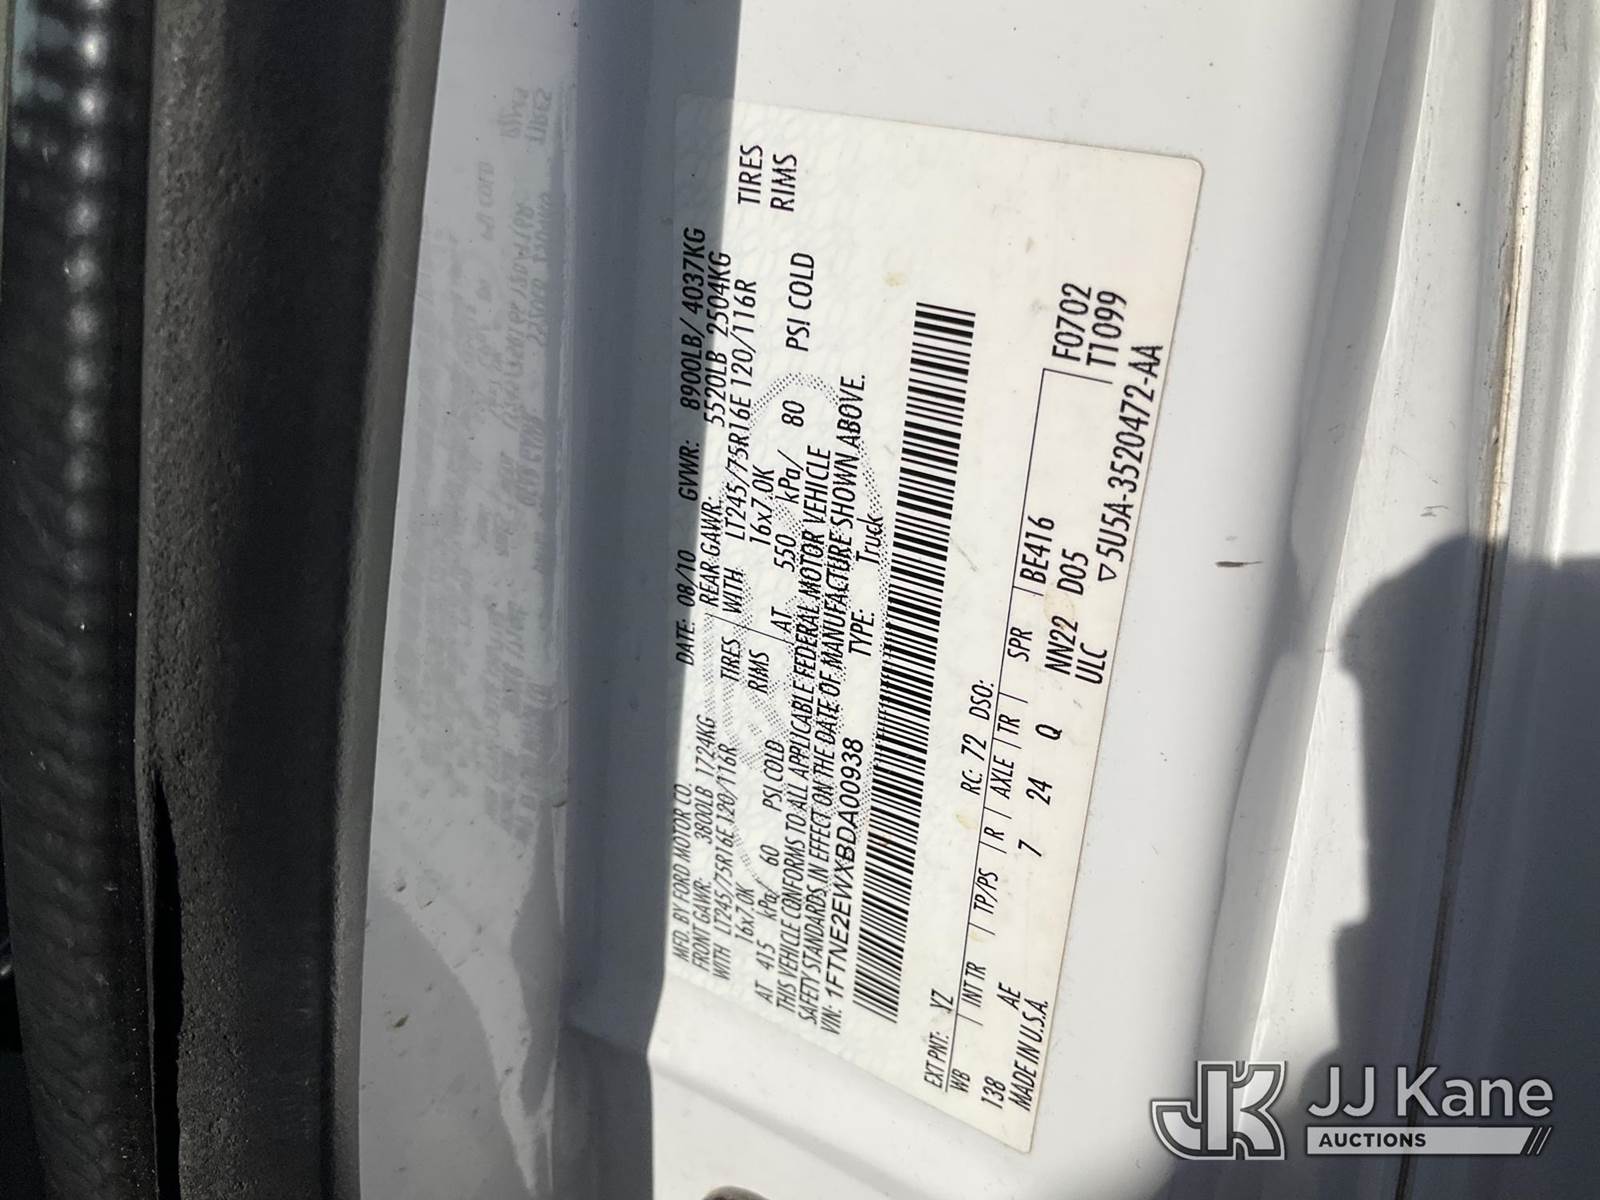 MFD. BY FORD MOTOR CO.
DATE: 08/10 GVWR: 8900LB/ 4037KG
FRONT GAWR: 3800LB 1724KG REAR GAWR: 5520LB 2504KG
WITH LT245/75R16E 120/116R TIRES WITH LT245/75R16E 120/116R TIRES
16x7.0K RIMS 16x7.0K RIMS
AT 415 kPa/ 60 PSI COLD AT 550 kPa/ 80 PSI COLD
THIS VEHICLE CONFORMS TO ALL APPLICABLE FEDERAL MOTOR VEHICLE
SAFETY STANDARDS IN EFFECT ON THE DATE OF MANUFACTURE SHOWN ABOVE.
VIN: 1FTNE2EWXBDA00938 TYPE: Truck
EXT PNT: YZ RC: 72 DSO:
WB INT TR TP/PS R AXLE TR SPR BE416 F0702
138 AE 7 24 Q NN22 D05 T1099
MADE IN U.S.A. ULC ▽5U5A-3520472-AA
JK JJ Kane
AUCTIONS